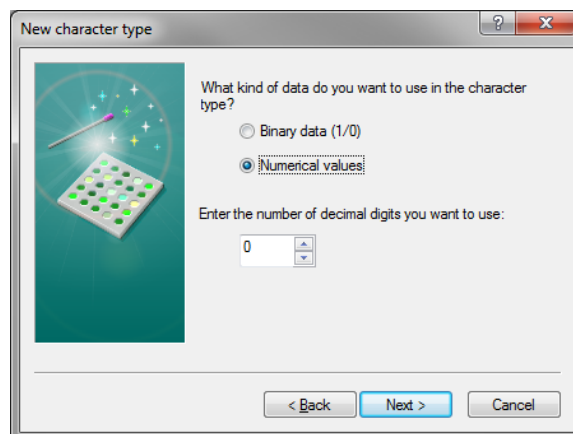 New character type
What kind of data do you want to use in the character
type?
Binary data (1/0)
Numerical values
Enter the number of decimal digits you want to use:
0
< Back Next > Cancel